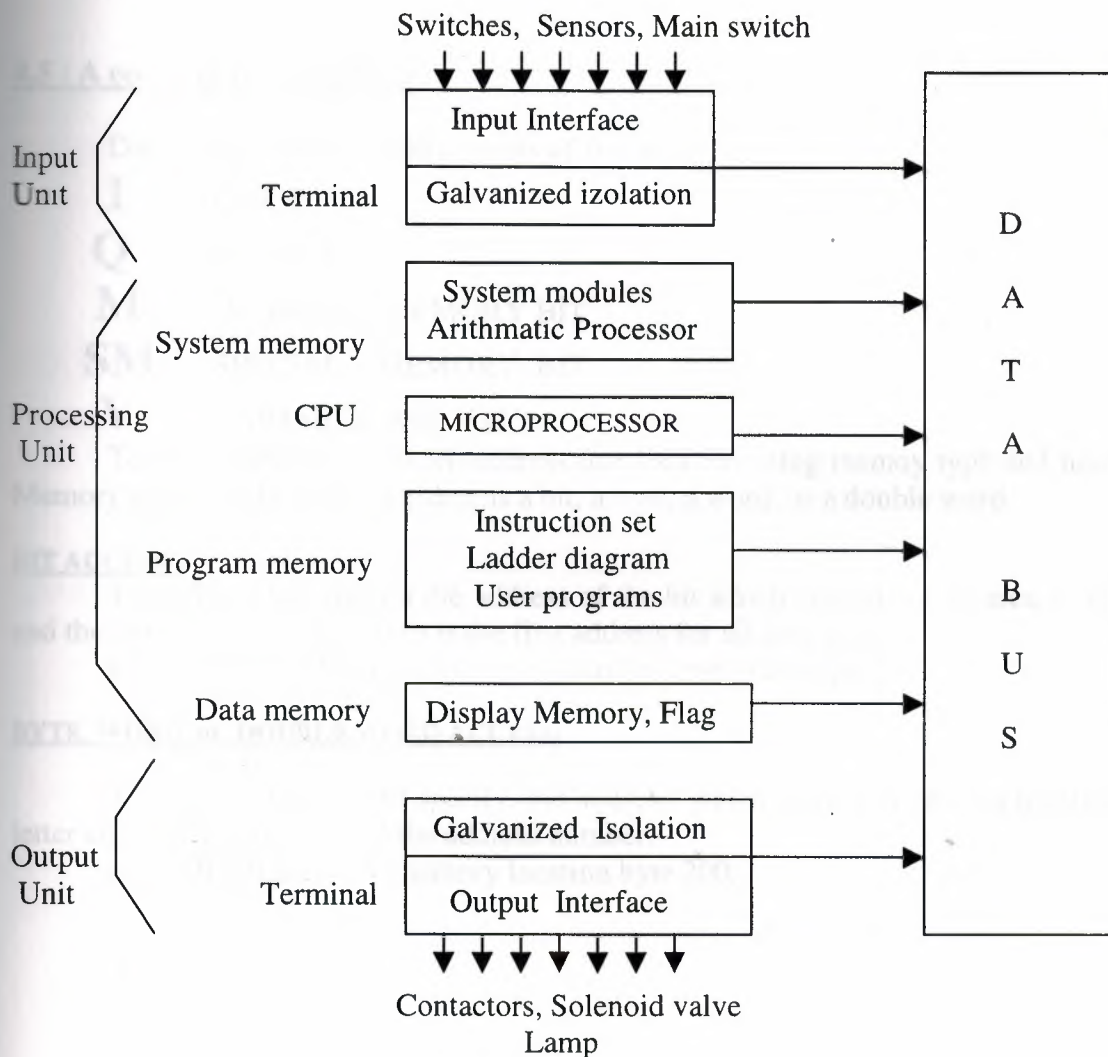 Switches, Sensors, Main switch
Input Interface
Input
Unit
Terminal
Galvanized izolation
System modules
Arithmatic Processor
System memory
Processing
Unit
CPU
MICROPROCESSOR
Instruction set
Ladder diagram
User programs
Program memory
Data memory
Display Memory, Flag
Output
Unit
Galvanized Isolation
Terminal
Output Interface
Contactors, Solenoid valve
Lamp
D
A
T
A
B
U
S